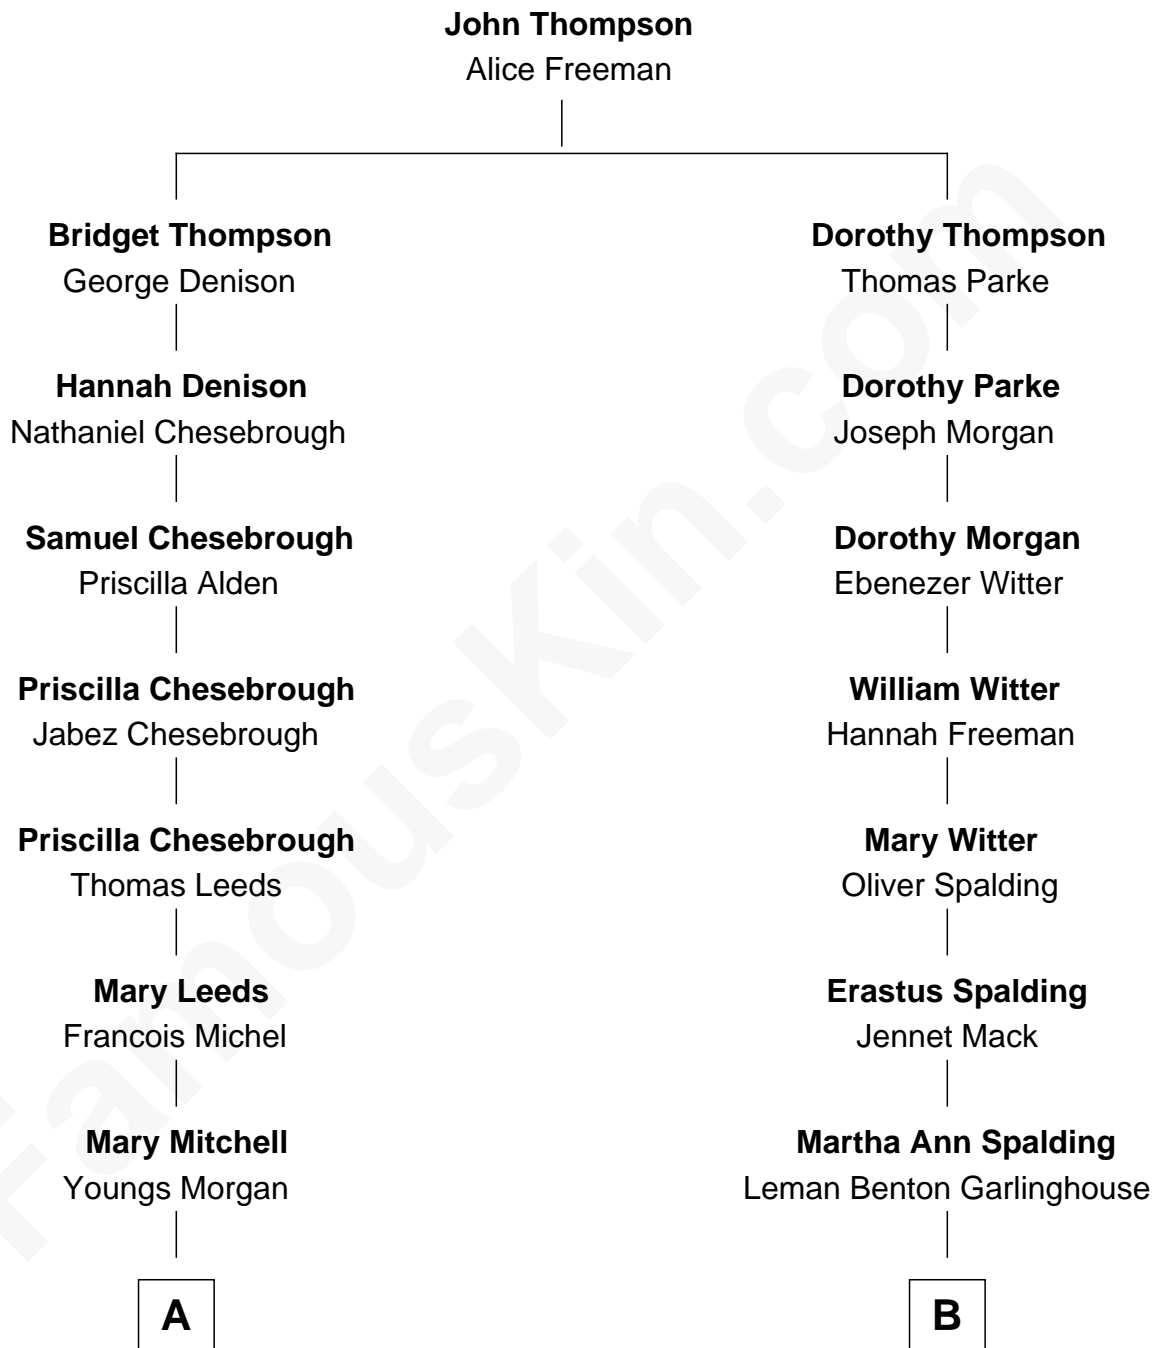 John Thompson
Alice Freeman
Bridget Thompson
George Denison
Dorothy Thompson
Thomas Parke
Hannah Denison
Nathaniel Chesebrough
Dorothy Parke
Joseph Morgan
Samuel Chesebrough
Priscilla Alden
Dorothy Morgan
Ebenezer Witter
Priscilla Chesebrough
Jabez Chesebrough
William Witter
Hannah Freeman
Priscilla Chesebrough
Thomas Leeds
Mary Witter
Oliver Spalding
Mary Leeds
Francois Michel
Erastus Spalding
Jennet Mack
Mary Mitchell
Youngs Morgan
Martha Ann Spalding
Leman Benton Garlinghouse
A
B
FamousKin.com